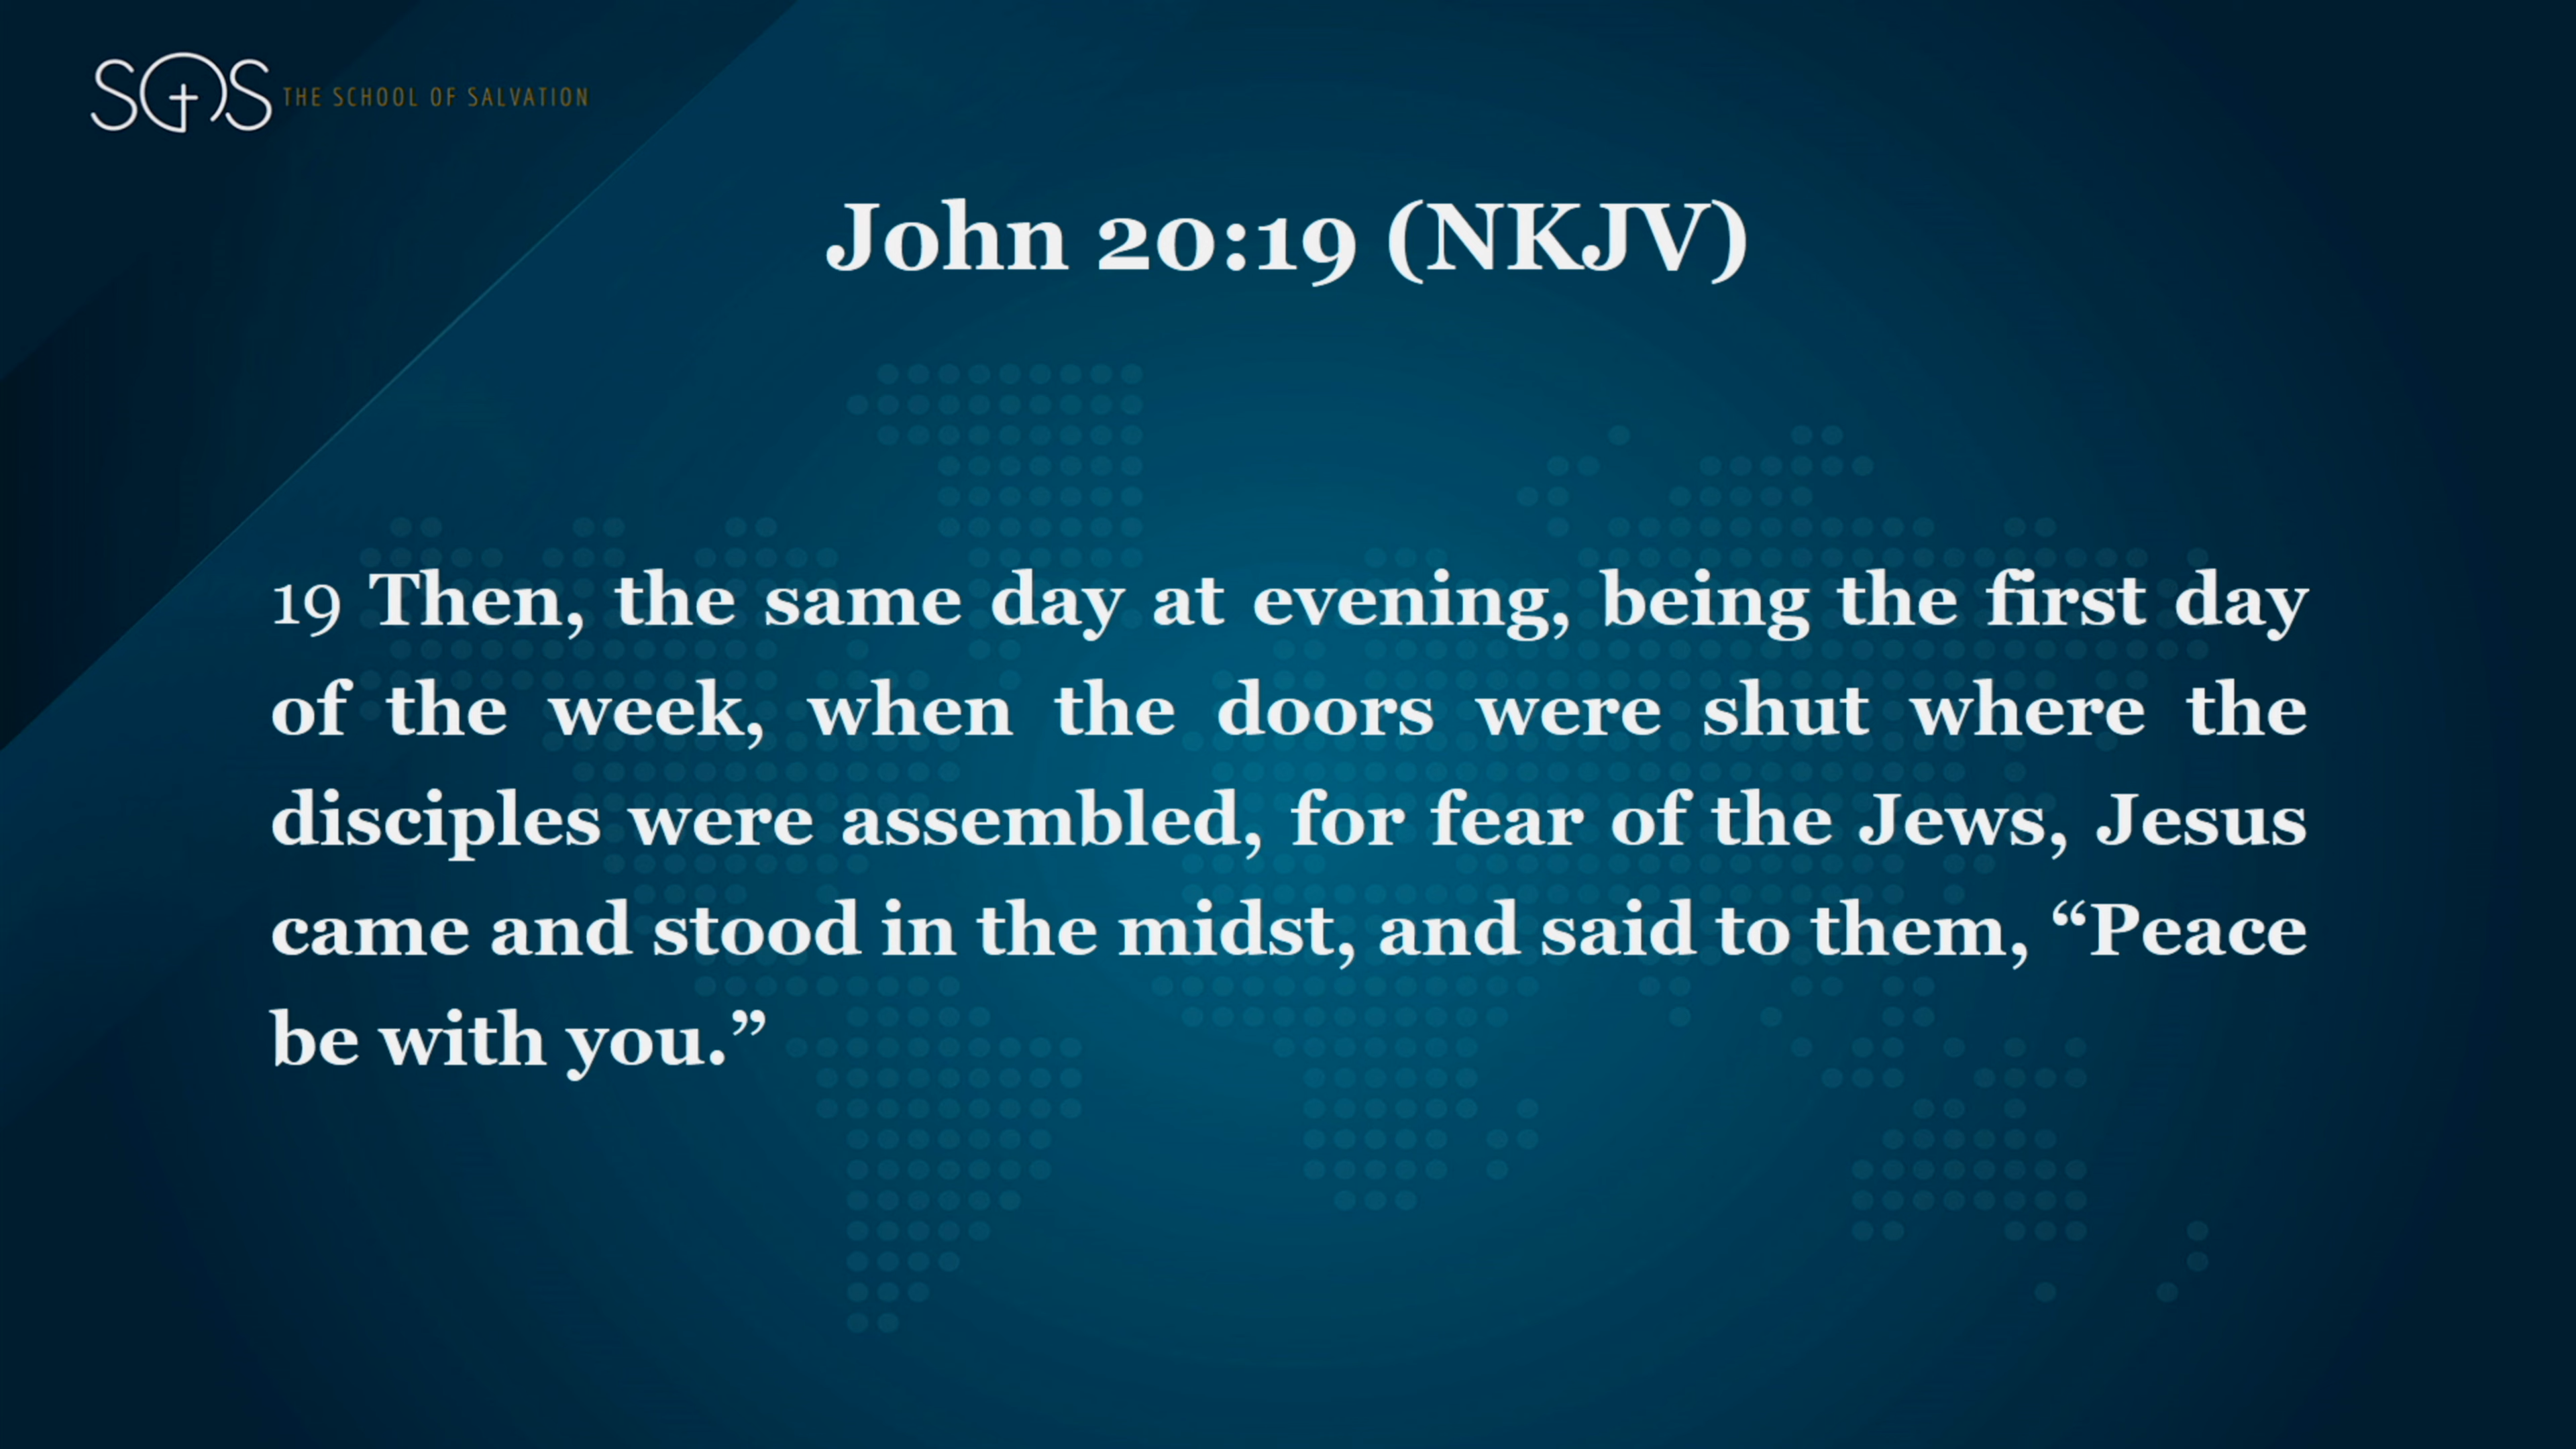 SOS THE SCHOOL OF SALVATION
John 20:19 (NKJV)
19 Then, the same day at evening, being the first day
of the week, when the doors were shut where the
disciples were assembled, for fear of the Jews, Jesus
came and stood in the midst, and said to them, “Peace
be with you.”